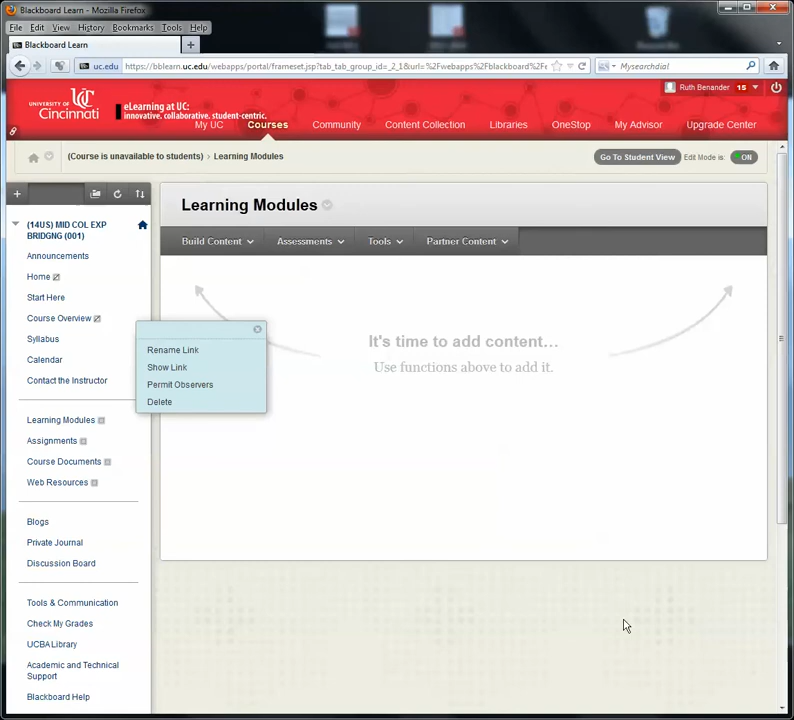 Blackboard Learn - Mozilla Firefox
File Edit View History Bookmarks Tools Help
Bb Blackboard Learn
uc.edu https://bblearn.uc.edu/webapps/portal/frameset.jsp?tab_tab_group_id=_2_1&url=%2Fwebapps%2Fblackboard%2Fe Mysearchdial
Ruth Benander 15
UNIVERSITY OF
Cincinnati
UC
eLearning at UC:
innovative. collaborative. student-centric.
My UC Courses Community Content Collection Libraries OneStop My Advisor Upgrade Center
(Course is unavailable to students) > Learning Modules Go To Student View Edit Mode is: ON
(14US) MID COL EXP
BRIDGNG (001)
Announcements
Home
Start Here
Course Overview
Syllabus
Calendar
Contact the Instructor
Learning Modules
Assignments
Course Documents
Web Resources
Blogs
Private Journal
Discussion Board
Tools & Communication
Check My Grades
UCBA Library
Academic and Technical
Support
Blackboard Help
Rename Link
Show Link
Permit Observers
Delete
Learning Modules
Build Content Assessments Tools Partner Content
It's time to add content...
Use functions above to add it.